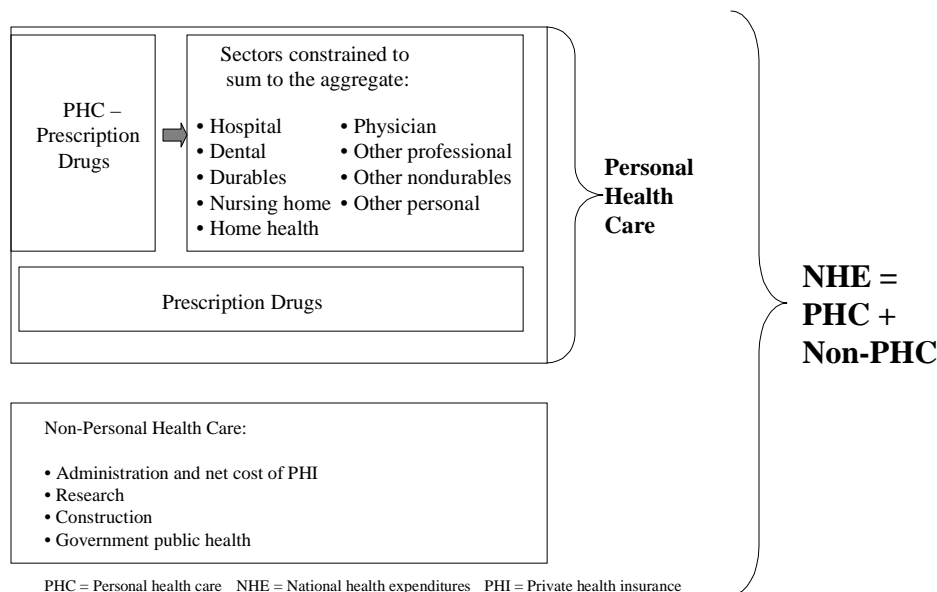 PHC –
Prescription
Drugs
Sectors constrained to
sum to the aggregate:
• Hospital
• Dental
• Durables
• Nursing home
• Home health
• Physician
• Other professional
• Other nondurables
• Other personal
Prescription Drugs
Personal
Health
Care
Non-Personal Health Care:
• Administration and net cost of PHI
• Research
• Construction
• Government public health
NHE =
PHC +
Non-PHC
PHC = Personal health care NHE = National health expenditures PHI = Private health insurance